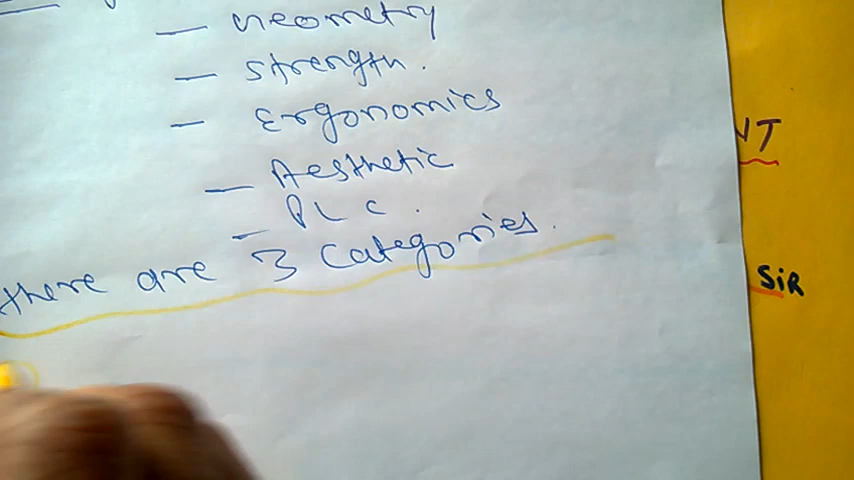 — Geometry
— Strength.
— Ergonomics
— Aesthetic
— PLC.
there are 3 categories.
NT
SiR